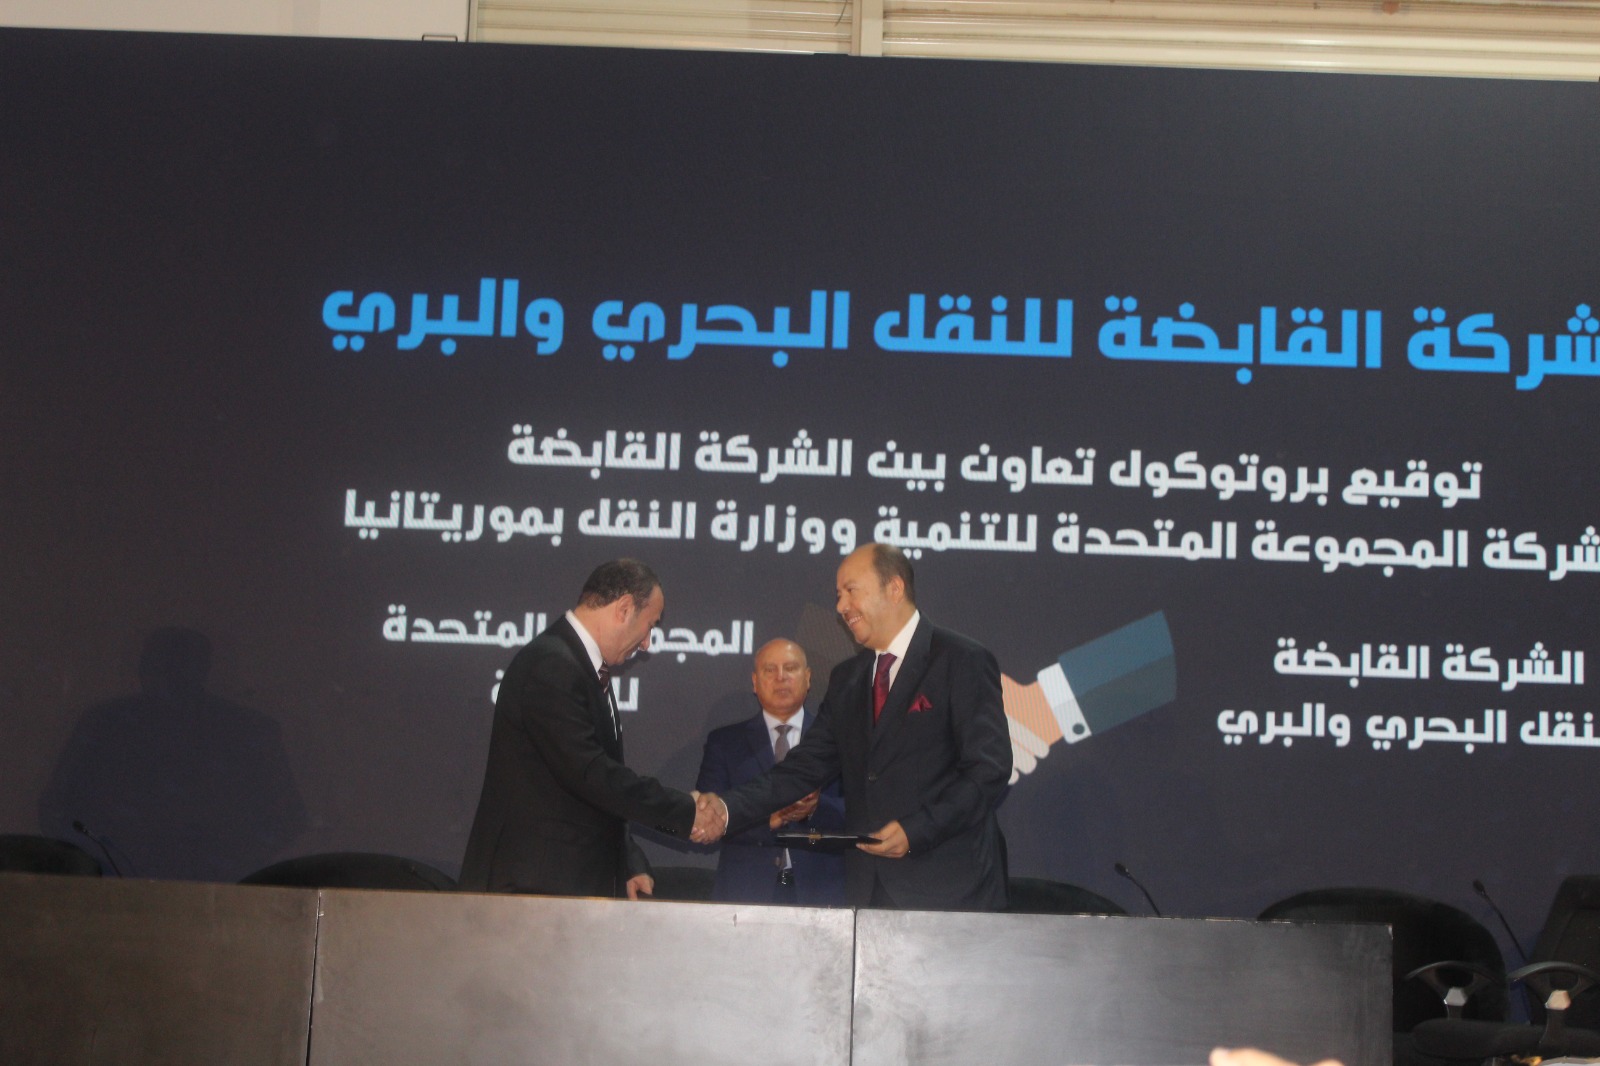 شركة القابضة للنقل البحري والبري
توقيع بروتوكول تعاون بين الشركة القابضة
شركة المجموعة المتحدة للتنمية ووزارة النقل بموريتانيا
المتحدة
الشركة القابضة
البحري والبري